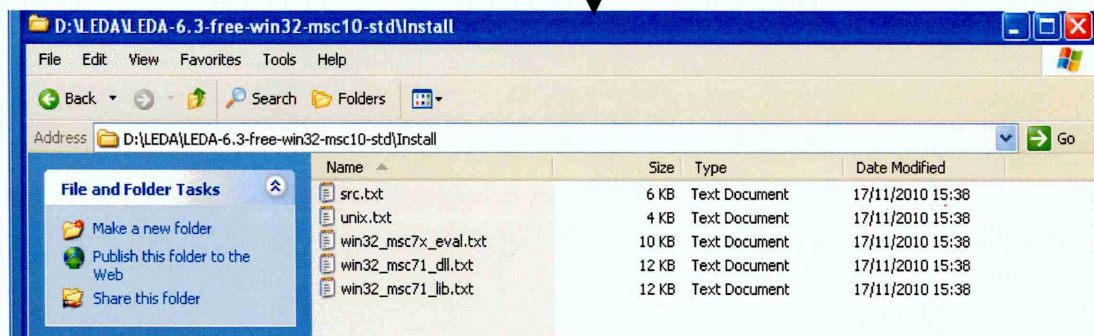 D:\LEDA\LEDA-6.3-free-win32-msc10-std\Install
File Edit View Favorites Tools Help
Back Search Folders
Address D:\LEDA\LEDA-6.3-free-win32-msc10-std\Install Go
Name Size Type Date Modified
File and Folder Tasks
Make a new folder
Publish this folder to the
Web
Share this folder
src.txt 6 KB Text Document 17/11/2010 15:38
unix.txt 4 KB Text Document 17/11/2010 15:38
win32_msc7x_eval.txt 10 KB Text Document 17/11/2010 15:38
win32_msc71_dll.txt 12 KB Text Document 17/11/2010 15:38
win32_msc71_lib.txt 12 KB Text Document 17/11/2010 15:38